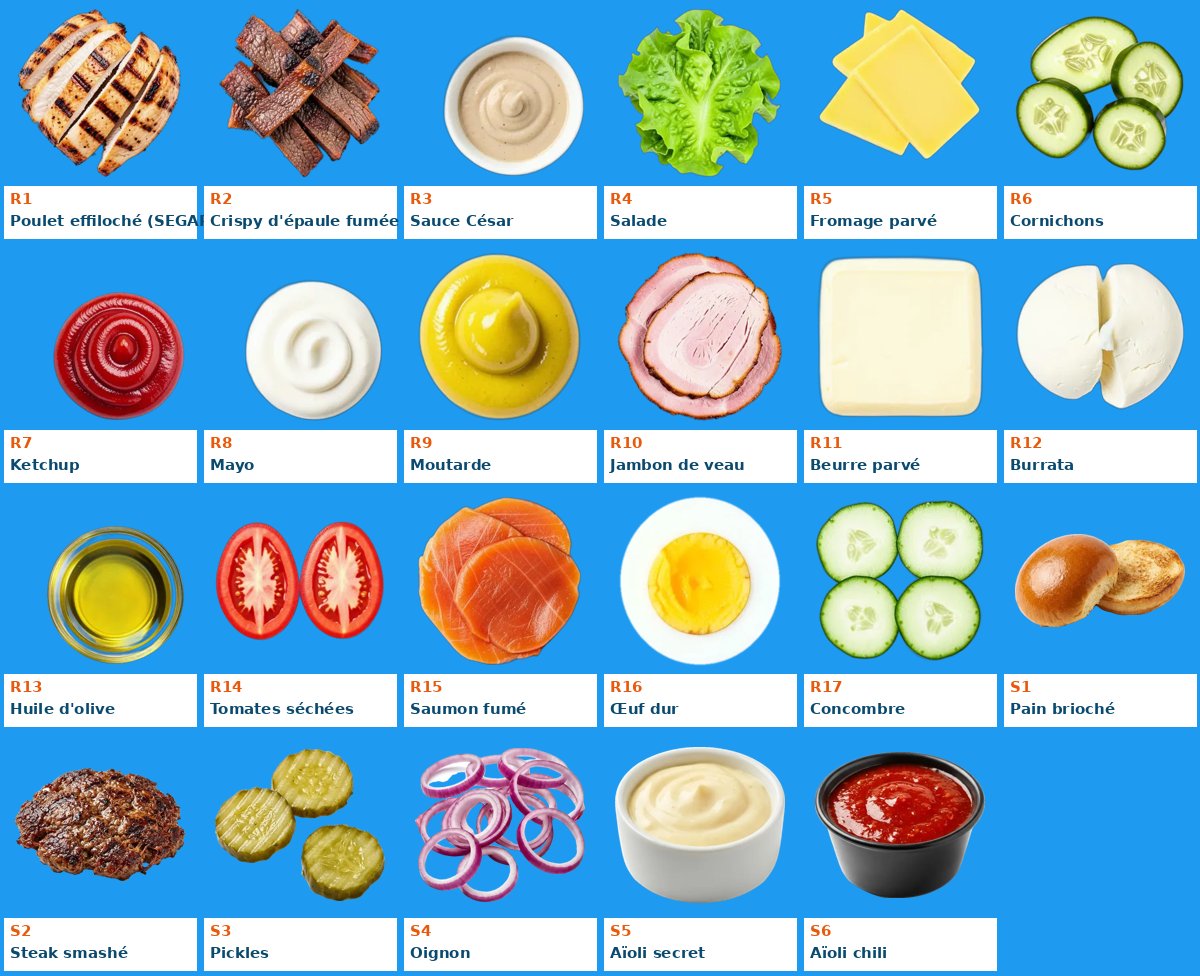 R1
Poulet effiloché (SEGAR
R2
Crispy d'épaule fumée
R3
Sauce César
R4
Salade
R5
Fromage parvé
R6
Cornichons
R7
Ketchup
R8
Mayo
R9
Moutarde
R10
Jambon de veau
R11
Beurre parvé
R12
Burrata
R13
Huile d'olive
R14
Tomates séchées
R15
Saumon fumé
R16
Œuf dur
R17
Concombre
S1
Pain brioché
S2
Steak smashé
S3
Pickles
S4
Oignon
S5
Aïoli secret
S6
Aïoli chili